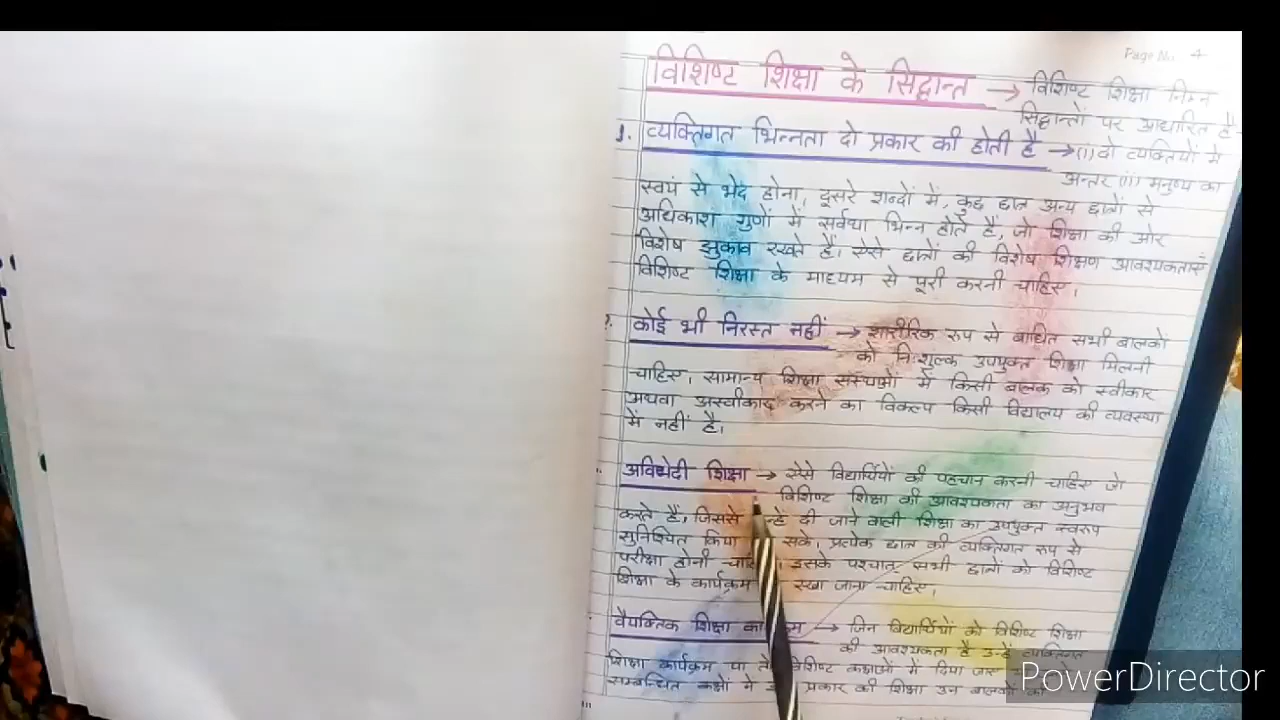 Page No. 4
विशिष्ट शिक्षा के सिद्वान्त → विशिष्ट शिक्षा निम्न
सिद्वान्तों पर आधारित है-
1. व्यक्तिगत भिन्नता दो प्रकार की होती है → (i) दो व्यक्तियों में
अन्तर (ii) मनुष्य का
स्वयं से भेद होना, दूसरे शब्दों में, कुछ छात्र अन्य छात्रों से
अधिकांश गुणों में सर्वथा भिन्न होते हैं, जो शिक्षा की ओर
विशेष झुकाव रखते हैं। ऐसे छात्रों की विशेष शिक्षण आवश्यकताएँ
विशिष्ट शिक्षा के माध्यम से पूरी करनी चाहिए।
2. कोई भी निरस्त नहीं → शारीरिक रूप से बाधित सभी बालकों
को निःशुल्क उपयुक्त शिक्षा मिलनी
चाहिए, सामान्य शिक्षा संस्थाओं में किसी बालक को स्वीकार
अथवा अस्वीकार करने का विकल्प किसी विद्यालय की व्यवस्था
में नहीं है।
अविभेदी शिक्षा → ऐसे विद्यार्थियों की पहचान करनी चाहिए जो
विशिष्ट शिक्षा की आवश्यकता का अनुभव
करते हैं, जिससे दी जाने वाली शिक्षा का उपयुक्त स्वरूप
सुनिश्चित किया सके, प्रत्येक छात्र की व्यक्तिगत रूप से
परीक्षा होनी इसके पश्चात् सभी छात्रों को विशिष्ट
शिक्षा के कार्यक्रम रखा जाना चाहिए।
वैयक्तिक शिक्षा → जिन विद्यार्थियों को विशिष्ट शिक्षा
की आवश्यकता है उन्हें व्यक्तिगत
शिक्षा कार्यक्रम या तो विशिष्ट कक्षाओं में दिया जाए
सम्बन्धित कक्षों में प्रकार की शिक्षा उन बालकों को
PowerDirector